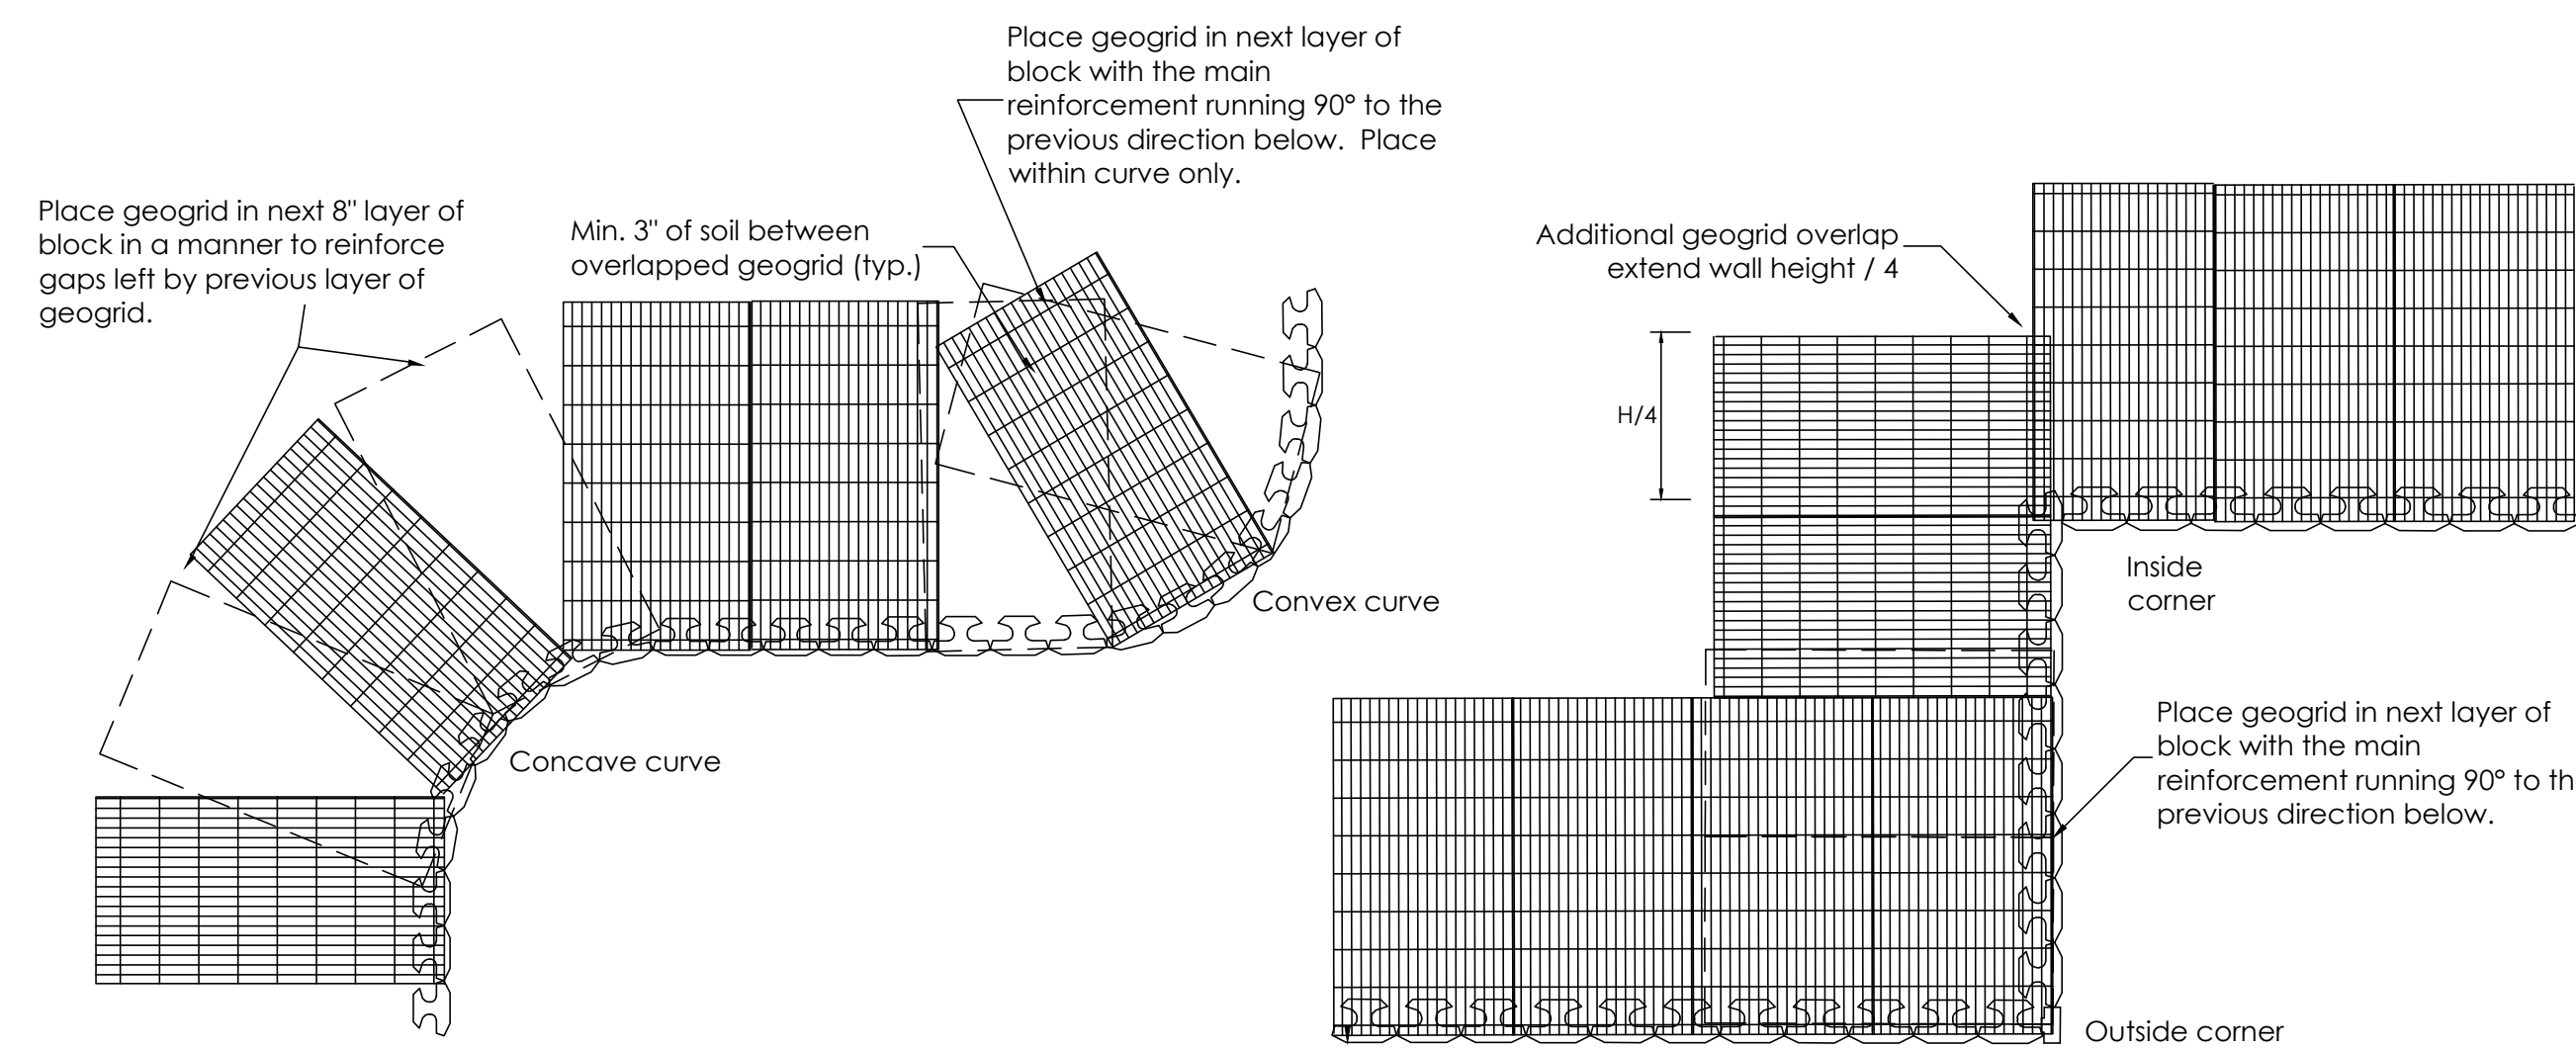 Place geogrid in next layer of
block with the main
reinforcement running 90° to the
previous direction below. Place
within curve only.
Place geogrid in next 8" layer of
block in a manner to reinforce
gaps left by previous layer of
geogrid.
Min. 3" of soil between
overlapped geogrid (typ.)
Additional geogrid overlap
extend wall height / 4
H/4
Inside
corner
Convex curve
Concave curve
Place geogrid in next layer of
block with the main
reinforcement running 90° to th
previous direction below.
Outside corner